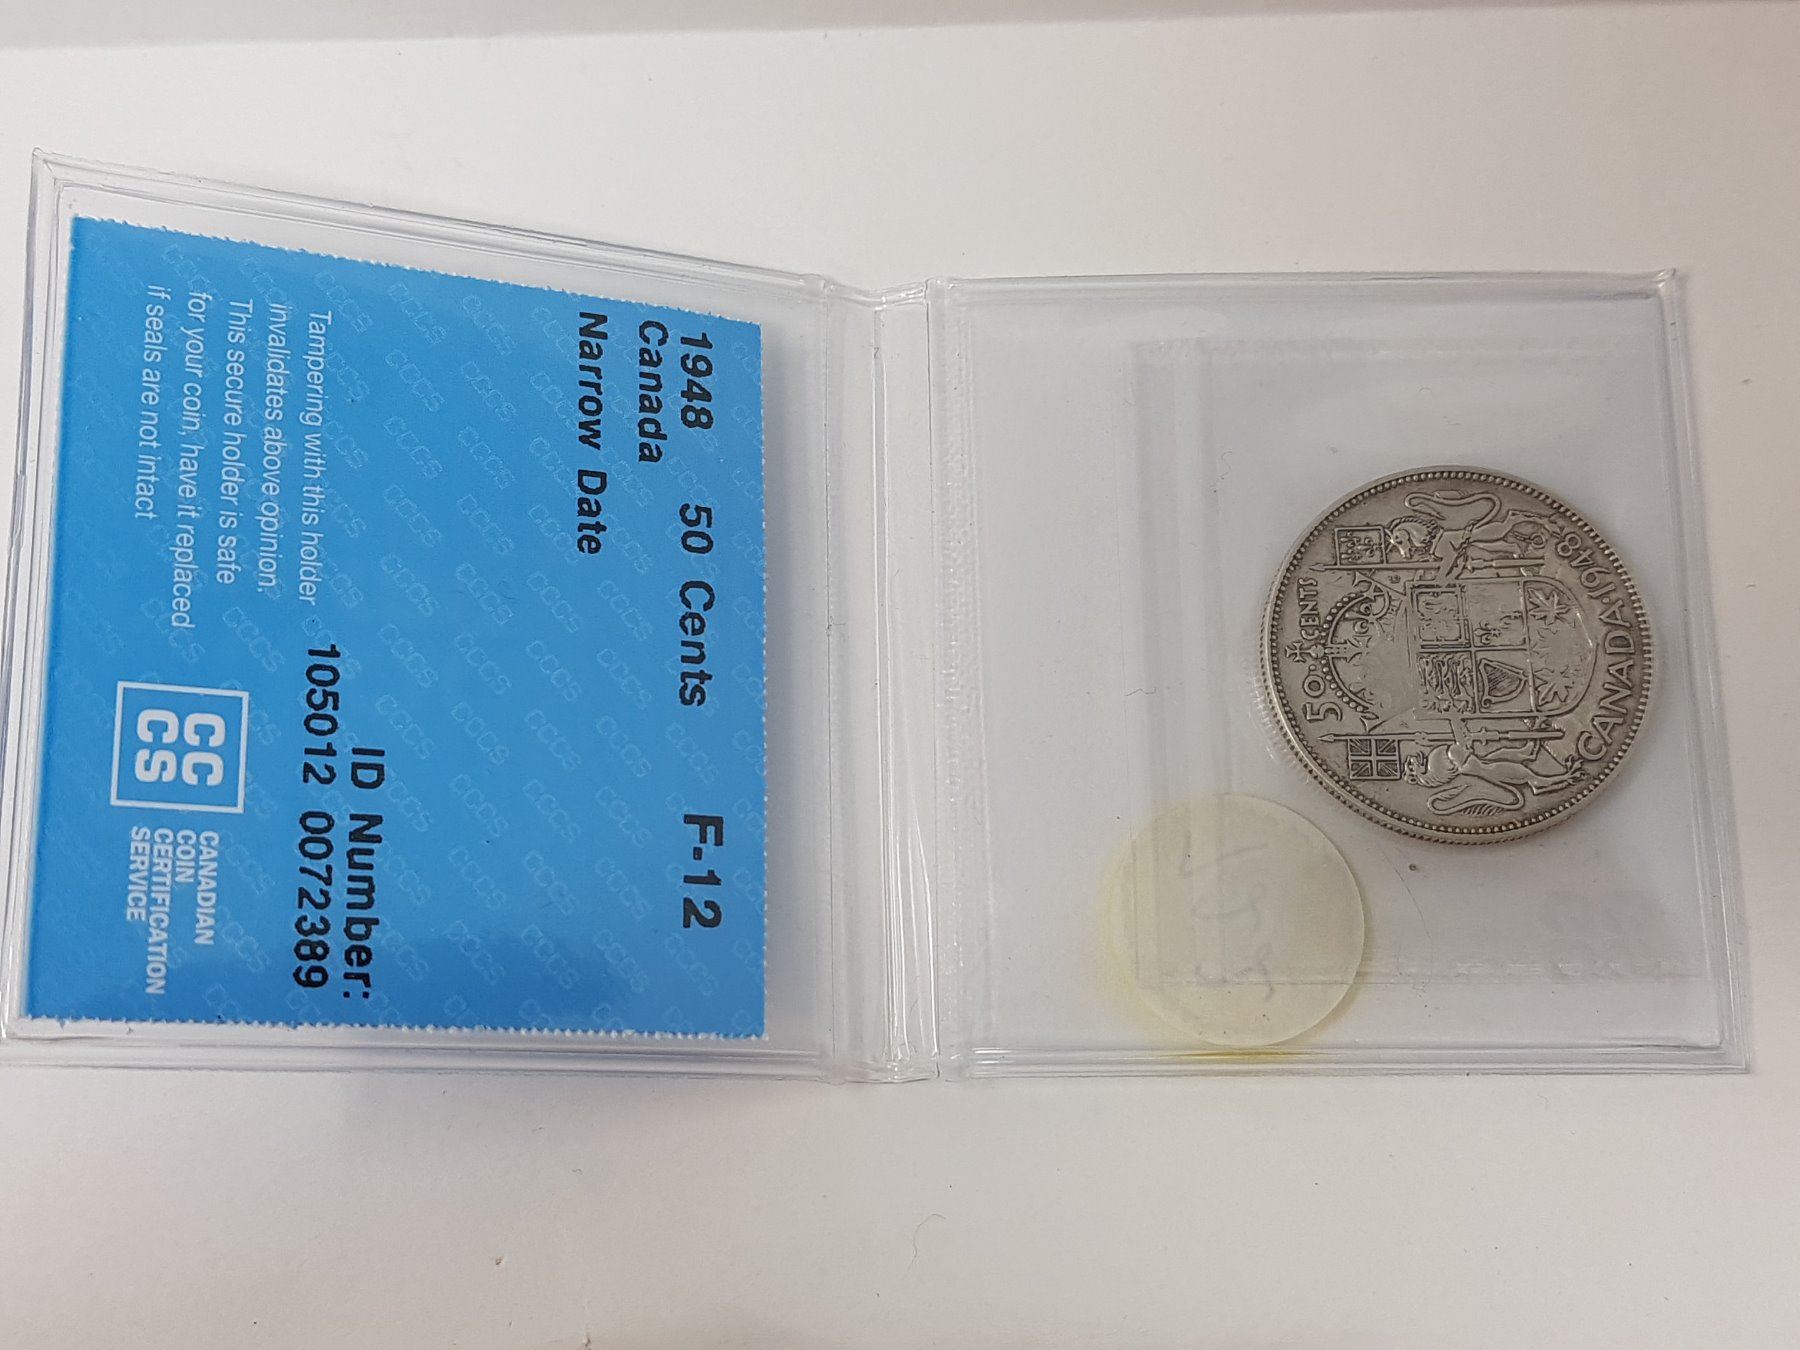 1948 50 Cents F-12
Canada
Narrow Date
ID Number:
105012 0072389
Tampering with this holder
invalidates above opinion.
This secure holder is safe
for your coin, have it replaced
if seals are not intact
CC
CS
CANADIAN
COIN
CERTIFICATION
SERVICE
50 CENTS
CANADA 1948